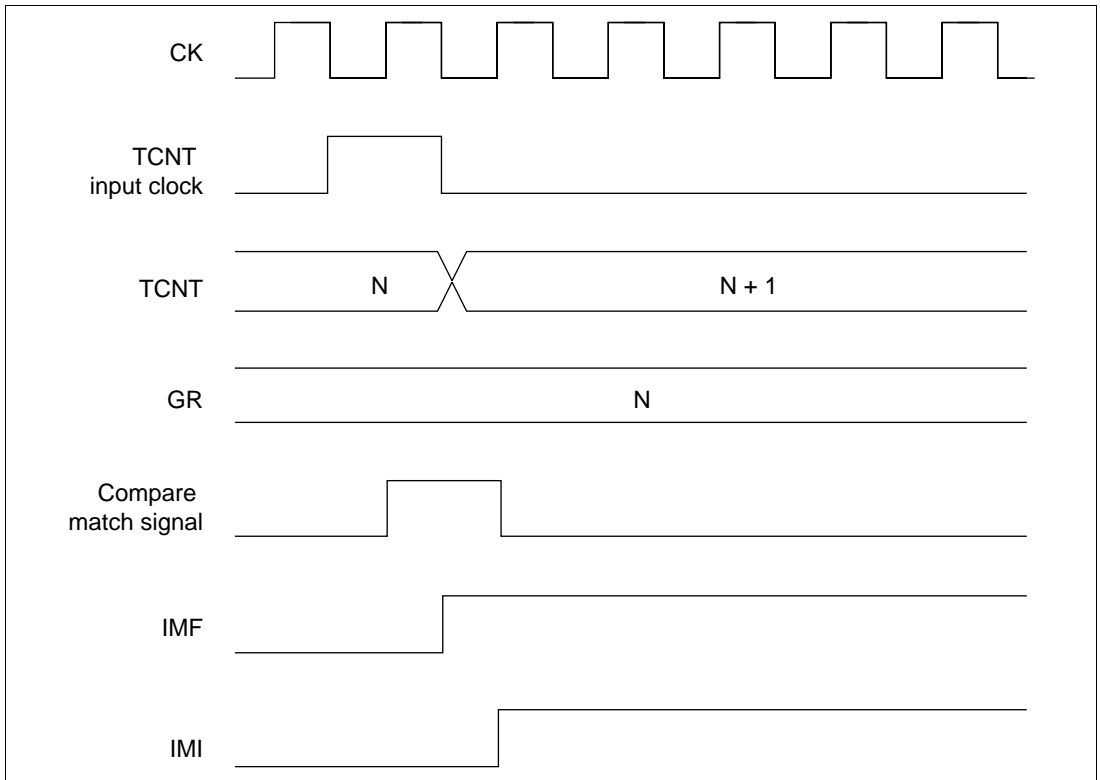 CK
TCNT
input clock
TCNT
N
N + 1
GR
N
Compare
match signal
IMF
IMI